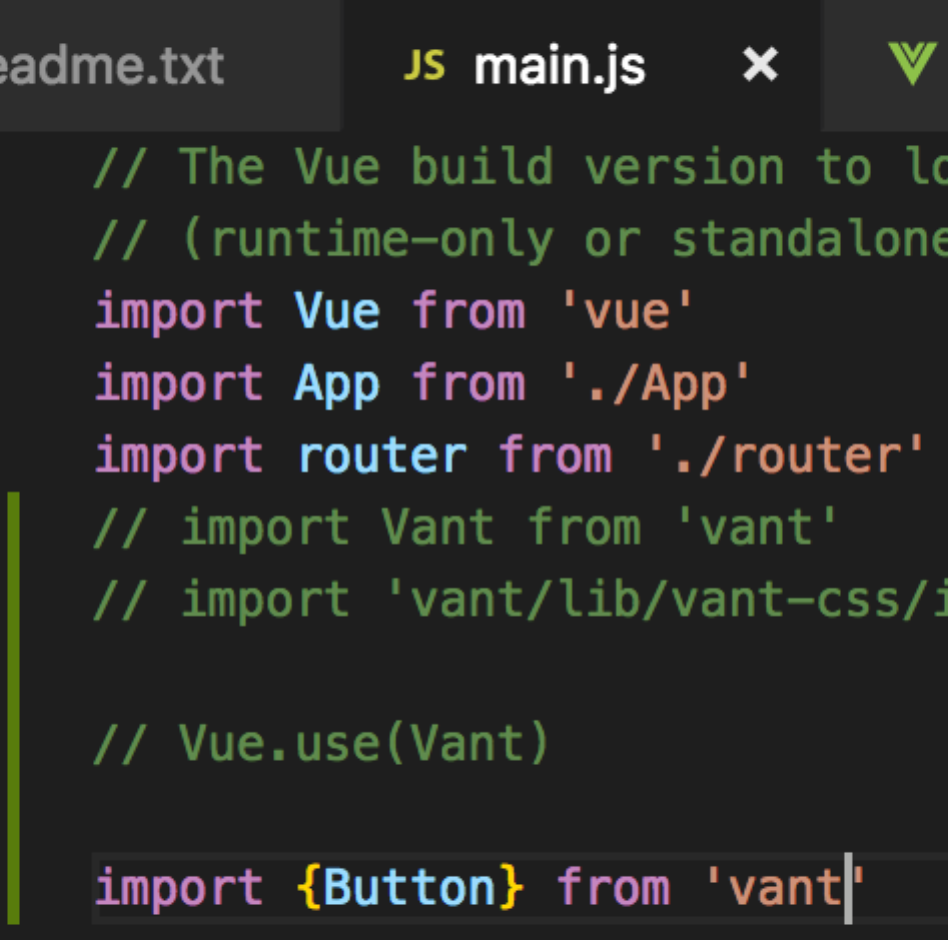 eadme.txt JS main.js
// The Vue build version to lo
// (runtime-only or standalone
import Vue from 'vue'
import App from './App'
import router from './router'
// import Vant from 'vant'
// import 'vant/lib/vant-css/i
// Vue.use(Vant)
import {Button} from 'vant'